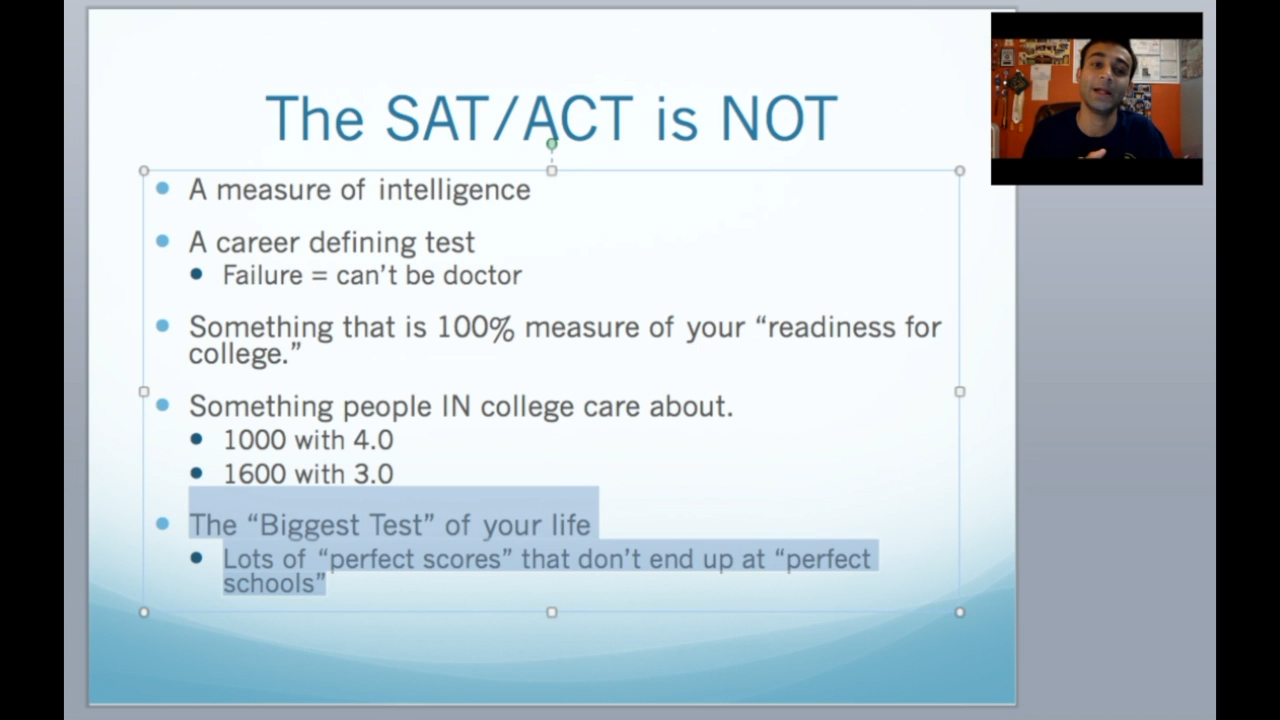 The SAT/ACT is NOT
A measure of intelligence
A career defining test
Failure = can’t be doctor
Something that is 100% measure of your “readiness for
college.”
Something people IN college care about.
1000 with 4.0
1600 with 3.0
The “Biggest Test” of your life
Lots of “perfect scores” that don’t end up at “perfect
schools”